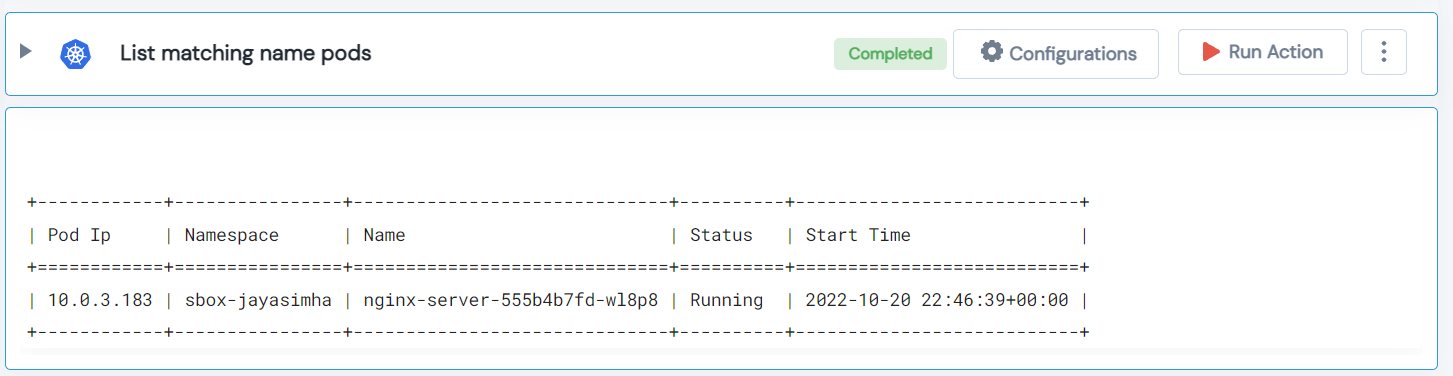 List matching name pods
Completed
Configurations
Run Action
+------------+----------------+------------------------------+----------+---------------------------+
| Pod Ip     | Namespace      | Name                         | Status   | Start Time                |
+============+================+==============================+==========+===========================+
| 10.0.3.183 | sbox-jayasimha | nginx-server-555b4b7fd-wl8p8 | Running  | 2022-10-20 22:46:39+00:00 |
+------------+----------------+------------------------------+----------+---------------------------+